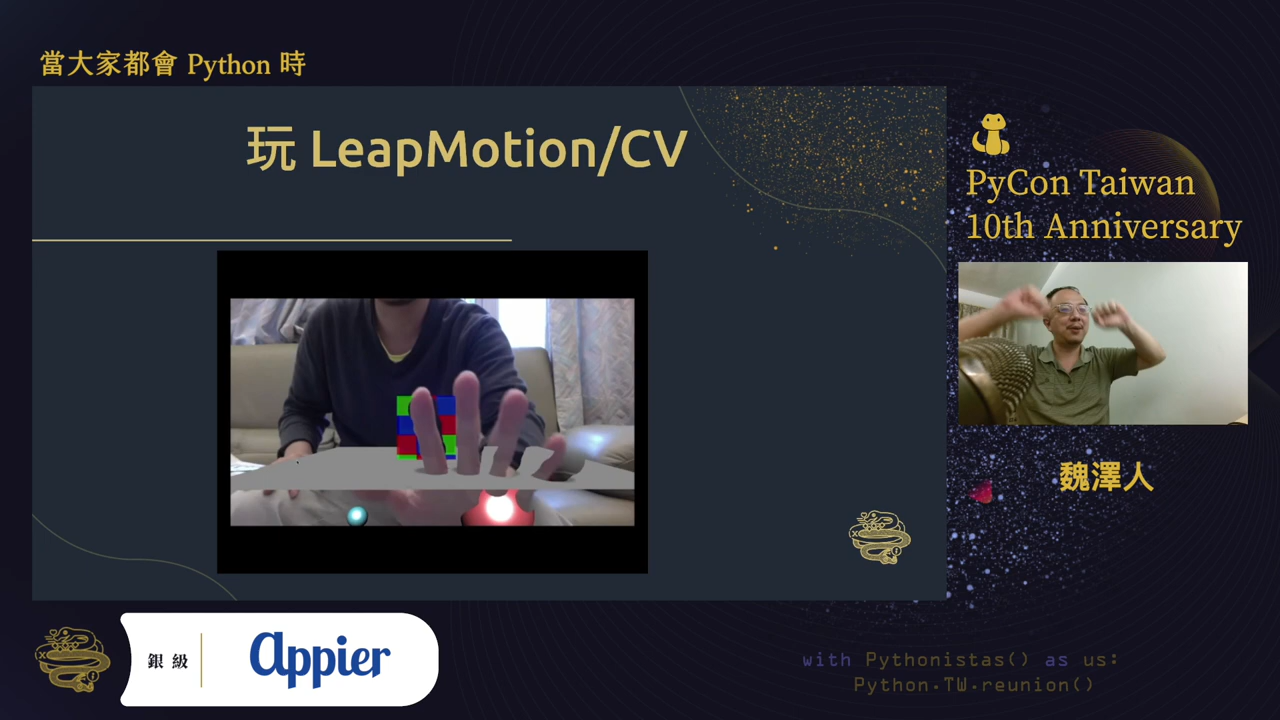 當大家都會 Python 時
玩 LeapMotion/CV
PyCon Taiwan
10th Anniversary
魏澤人
銀級
appier
with Pythonistas() as us:
Python.TW.reunion()